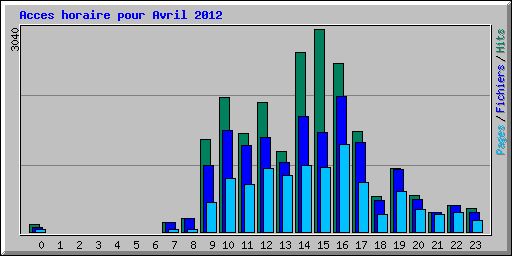 Acces horaire pour Avril 2012
3040
Pages / Fichiers / Hits
0 1 2 3 4 5 6 7 8 9 10 11 12 13 14 15 16 17 18 19 20 21 22 23